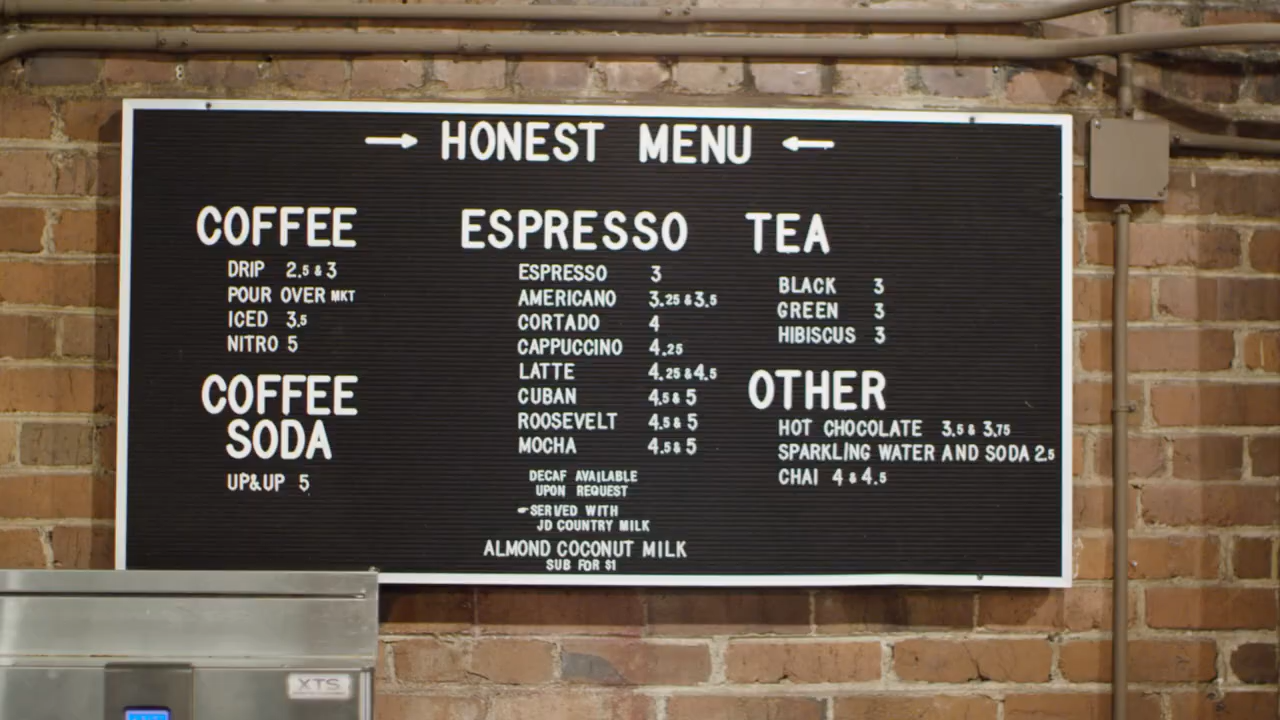 HONEST MENU
COFFEE
DRIP 2.5 & 3
POUR OVER MKT
ICED 3.5
NITRO 5
COFFEE
SODA
UP&UP 5
ESPRESSO
ESPRESSO 3
AMERICANO 3.25 & 3.5
CORTADO 4
CAPPUCCINO 4.25
LATTE 4.25 & 4.5
CUBAN 4.5 & 5
ROOSEVELT 4.5 & 5
MOCHA 4.5 & 5
DECAF AVAILABLE
UPON REQUEST
SERVED WITH
JD COUNTRY MILK
ALMOND COCONUT MILK
SUB FOR $1
TEA
BLACK 3
GREEN 3
HIBISCUS 3
OTHER
HOT CHOCOLATE 3.5 & 3.75
SPARKLING WATER AND SODA 2.5
CHAI 4 & 4.5
XTS